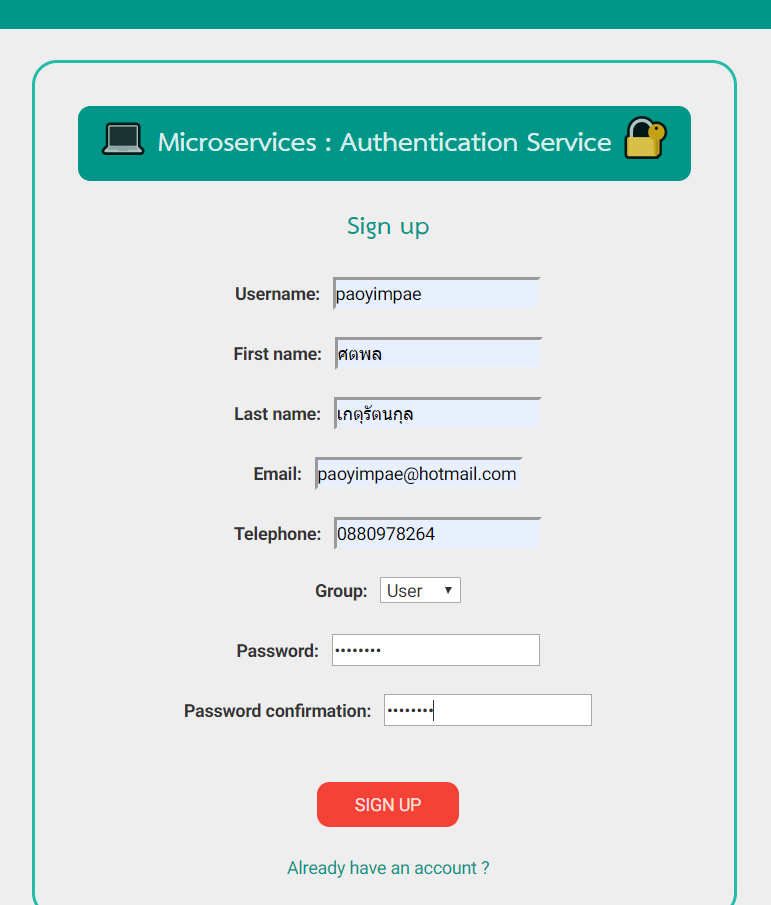 Microservices : Authentication Service
Sign up
Username: paoyimpae
First name: ศตพล
Last name: เกตุรัตนกุล
Email: paoyimpae@hotmail.com
Telephone: 0880978264
Group: User
Password: ••••••••
Password confirmation: ••••••••
SIGN UP
Already have an account ?